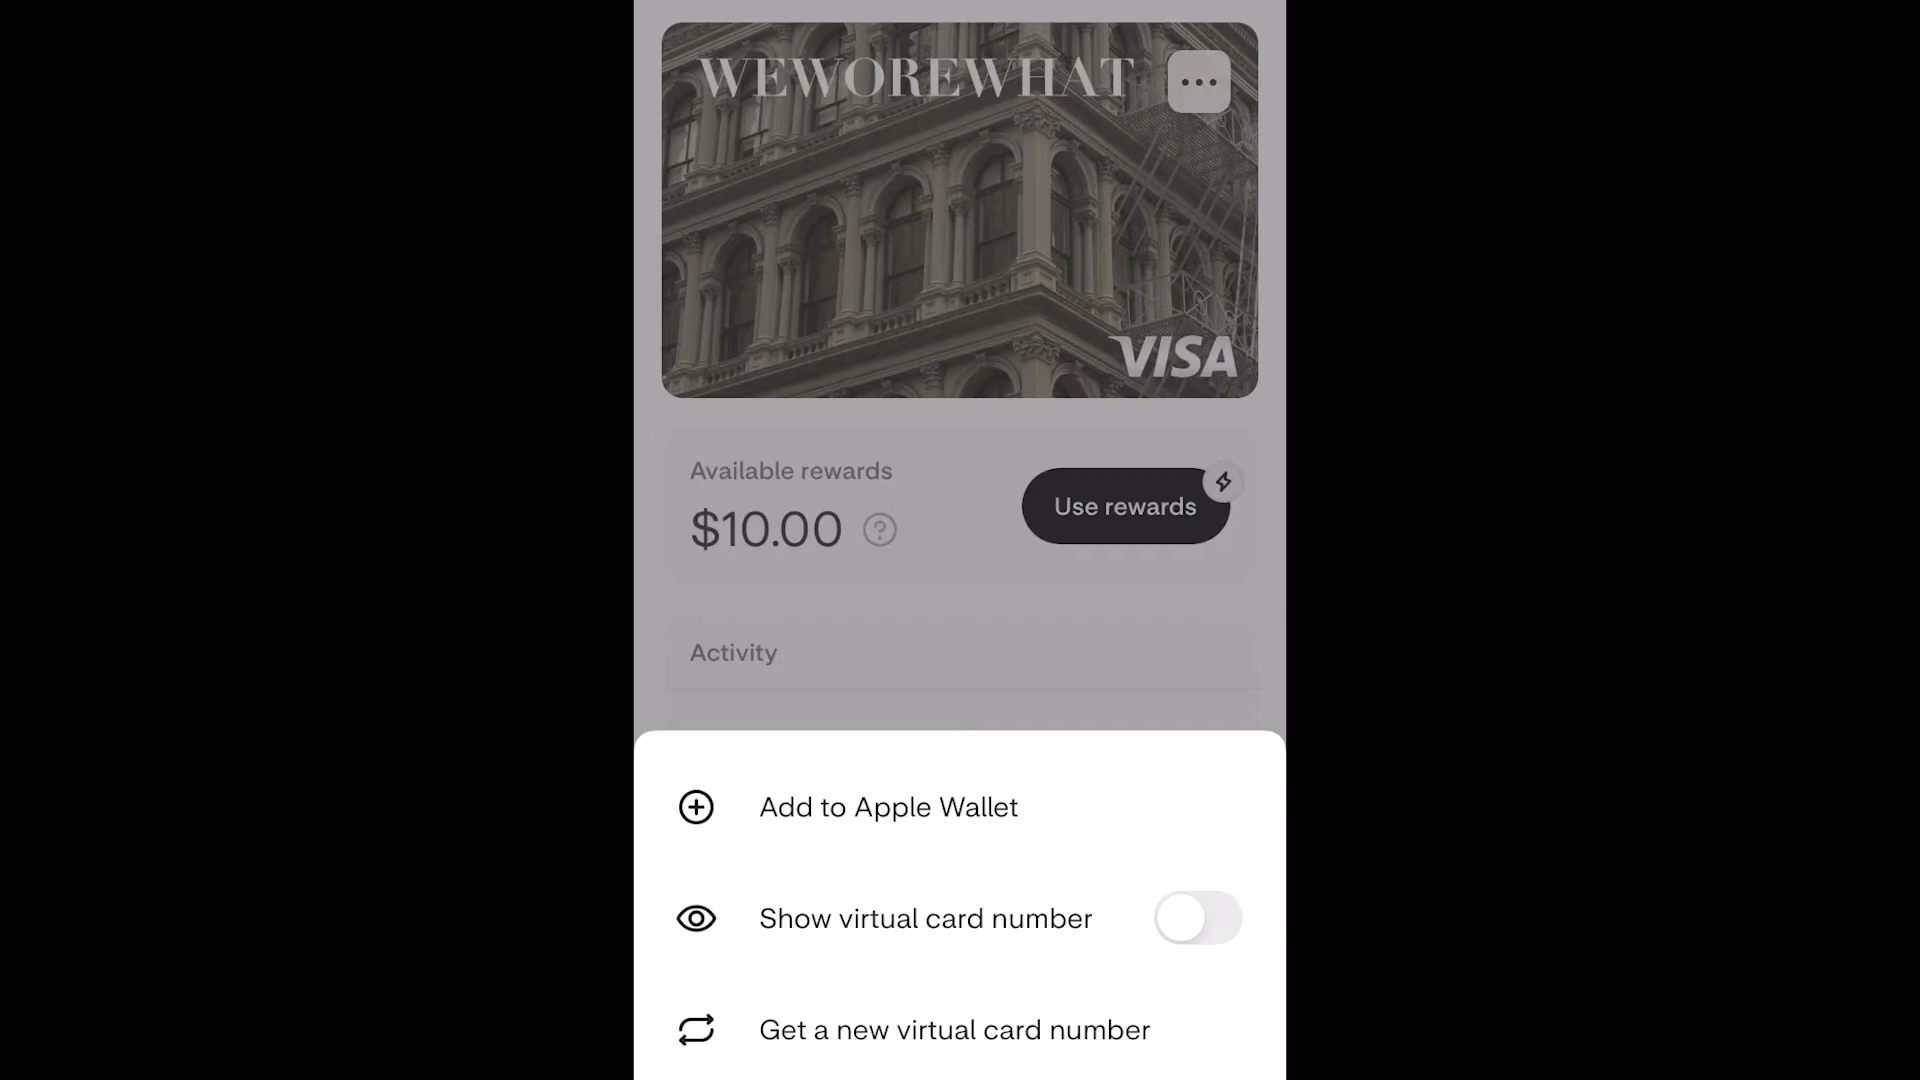 WEWOREWHAT
VISA
Available rewards
$10.00
Use rewards
Activity
Add to Apple Wallet
Show virtual card number
Get a new virtual card number